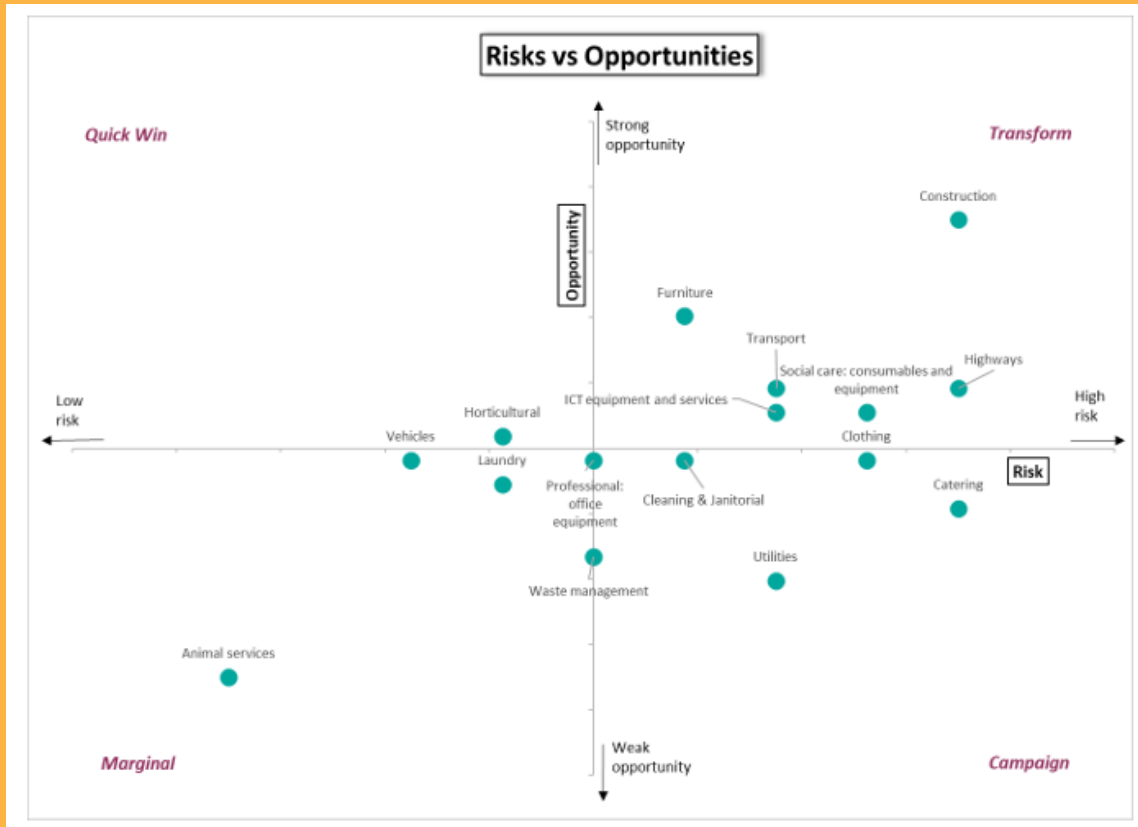 Risks vs Opportunities
Quick Win
Strong
opportunity
Transform
Construction
Opportunity
Furniture
Transport
Social care: consumables and
equipment
Highways
ICT equipment and services
Low
risk
High
risk
Horticultural
Vehicles
Clothing
Laundry
Risk
Professional:
office
equipment
Cleaning & Janitorial
Catering
Utilities
Waste management
Animal services
Weak
opportunity
Marginal
Campaign